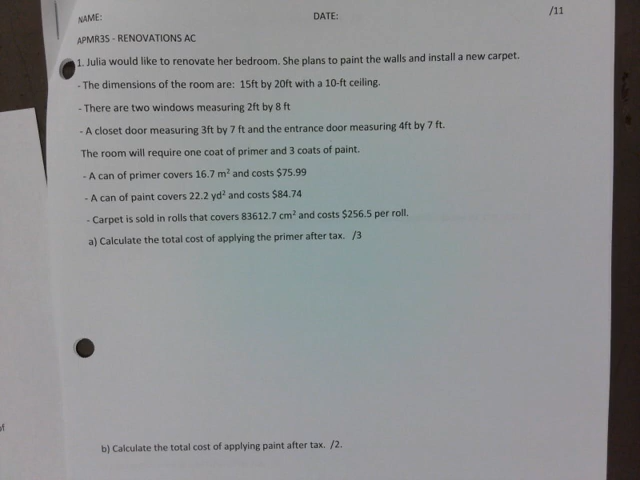 NAME: DATE: /11
APMR3S - RENOVATIONS AC
1. Julia would like to renovate her bedroom. She plans to paint the walls and install a new carpet.
- The dimensions of the room are: 15ft by 20ft with a 10-ft ceiling.
- There are two windows measuring 2ft by 8 ft
- A closet door measuring 3ft by 7 ft and the entrance door measuring 4ft by 7 ft.
The room will require one coat of primer and 3 coats of paint.
- A can of primer covers 16.7 m² and costs $75.99
- A can of paint covers 22.2 yd² and costs $84.74
- Carpet is sold in rolls that covers 83612.7 cm² and costs $256.5 per roll.
a) Calculate the total cost of applying the primer after tax. /3
b) Calculate the total cost of applying paint after tax. /2.